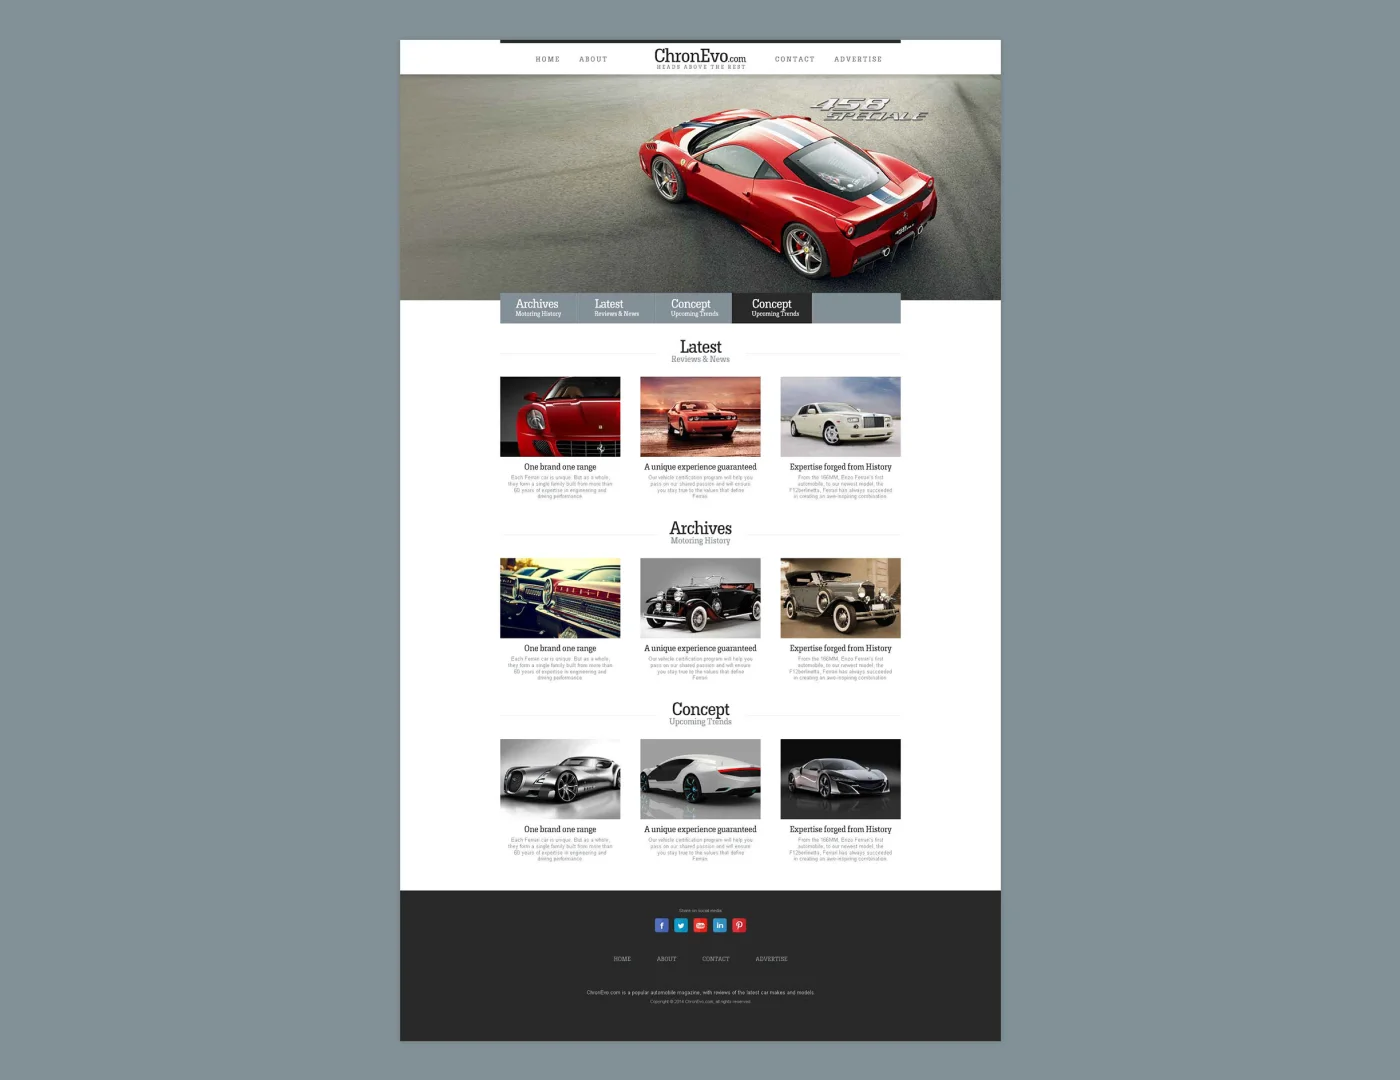 HOME ABOUT ChronEvo.com CONTACT ADVERTISE
HEADS ABOVE THE REST
458
SPECIALE
Archives Latest Concept Concept
Motoring History Reviews & News Upcoming Trends Upcoming Trends
Latest
Reviews & News
One brand one range
Each Ferrari car is unique. But as a whole,
they form a single family built from more than
60 years of expertise in engineering and
driving performance
A unique experience guaranteed
Our vehicle certification program will help you
pass on our shared passion and will ensure
you stay true to the values that define
Ferrari.
Expertise forged from History
From the 166MM, Enzo Ferrari's first
automobile, to our newest model, the
F12berlinetta, Ferrari has always succeeded
in creating an awe-inspiring combination
Archives
Motoring History
One brand one range
Each Ferrari car is unique. But as a whole,
they form a single family built from more than
60 years of expertise in engineering and
driving performance
A unique experience guaranteed
Our vehicle certification program will help you
pass on our shared passion and will ensure
you stay true to the values that define
Ferrari.
Expertise forged from History
From the 166MM, Enzo Ferrari's first
automobile, to our newest model, the
F12berlinetta, Ferrari has always succeeded
in creating an awe-inspiring combination
Concept
Upcoming Trends
One brand one range
Each Ferrari car is unique. But as a whole,
they form a single family built from more than
60 years of expertise in engineering and
driving performance
A unique experience guaranteed
Our vehicle certification program will help you
pass on our shared passion and will ensure
you stay true to the values that define
Ferrari.
Expertise forged from History
From the 166MM, Enzo Ferrari's first
automobile, to our newest model, the
F12berlinetta, Ferrari has always succeeded
in creating an awe-inspiring combination
on social media
HOME ABOUT CONTACT ADVERTISE
ChronEvo.com is a popular automobile magazine, with reviews of the latest car makes and models.
Copyright © 2014 ChronEvo.com, all rights reserved